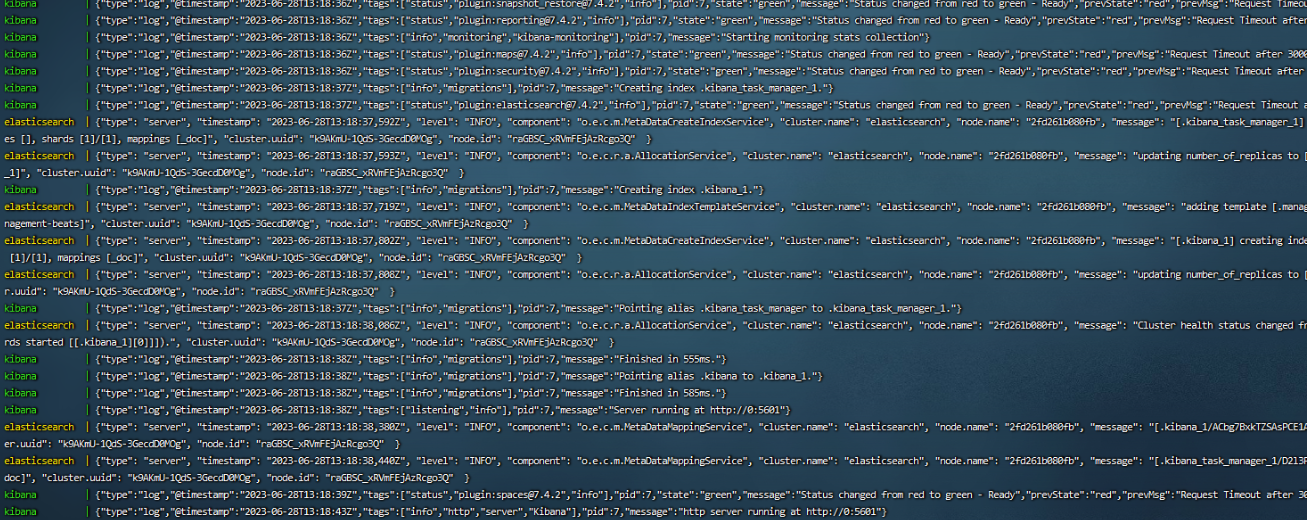 kibana | {"type":"log","@timestamp":"2023-06-28T13:18:36Z","tags":["status","plugin:snapshot_restore@7.4.2","info"],"pid":7,"state":"green","message":"Status changed from red to green - Ready","prevState":"red","prevMsg":"Request Timeou
kibana | {"type":"log","@timestamp":"2023-06-28T13:18:36Z","tags":["status","plugin:reporting@7.4.2","info"],"pid":7,"state":"green","message":"Status changed from red to green - Ready","prevState":"red","prevMsg":"Request Timeout after
kibana | {"type":"log","@timestamp":"2023-06-28T13:18:36Z","tags":["info","monitoring","kibana-monitoring"],"pid":7,"message":"Starting monitoring stats collection"}
kibana | {"type":"log","@timestamp":"2023-06-28T13:18:36Z","tags":["status","plugin:maps@7.4.2","info"],"pid":7,"state":"green","message":"Status changed from red to green - Ready","prevState":"red","prevMsg":"Request Timeout after 3000
kibana | {"type":"log","@timestamp":"2023-06-28T13:18:36Z","tags":["status","plugin:security@7.4.2","info"],"pid":7,"state":"green","message":"Status changed from red to green - Ready","prevState":"red","prevMsg":"Request Timeout after
kibana | {"type":"log","@timestamp":"2023-06-28T13:18:37Z","tags":["info","migrations"],"pid":7,"message":"Creating index .kibana_task_manager_1."}
kibana | {"type":"log","@timestamp":"2023-06-28T13:18:37Z","tags":["status","plugin:elasticsearch@7.4.2","info"],"pid":7,"state":"green","message":"Status changed from red to green - Ready","prevState":"red","prevMsg":"Request Timeout a
elasticsearch | {"type": "server", "timestamp": "2023-06-28T13:18:37,592Z", "level": "INFO", "component": "o.e.c.m.MetaDataCreateIndexService", "cluster.name": "elasticsearch", "node.name": "2fd261b080fb", "message": "[.kibana_task_manager_1]
es [], shards [1]/[1], mappings [_doc]", "cluster.uuid": "k9AKmU-1QdS-3GecdD0MOg", "node.id": "raGBSC_xRVmFEjAzRcgo3Q" }
elasticsearch | {"type": "server", "timestamp": "2023-06-28T13:18:37,593Z", "level": "INFO", "component": "o.e.c.r.a.AllocationService", "cluster.name": "elasticsearch", "node.name": "2fd261b080fb", "message": "updating number_of_replicas to [
_1]", "cluster.uuid": "k9AKmU-1QdS-3GecdD0MOg", "node.id": "raGBSC_xRVmFEjAzRcgo3Q" }
kibana | {"type":"log","@timestamp":"2023-06-28T13:18:37Z","tags":["info","migrations"],"pid":7,"message":"Creating index .kibana_1."}
elasticsearch | {"type": "server", "timestamp": "2023-06-28T13:18:37,719Z", "level": "INFO", "component": "o.e.c.m.MetaDataIndexTemplateService", "cluster.name": "elasticsearch", "node.name": "2fd261b080fb", "message": "adding template [.manag
nagement-beats]", "cluster.uuid": "k9AKmU-1QdS-3GecdD0MOg", "node.id": "raGBSC_xRVmFEjAzRcgo3Q" }
elasticsearch | {"type": "server", "timestamp": "2023-06-28T13:18:37,802Z", "level": "INFO", "component": "o.e.c.m.MetaDataCreateIndexService", "cluster.name": "elasticsearch", "node.name": "2fd261b080fb", "message": "[.kibana_1] creating inde
[1]/[1], mappings [_doc]", "cluster.uuid": "k9AKmU-1QdS-3GecdD0MOg", "node.id": "raGBSC_xRVmFEjAzRcgo3Q" }
elasticsearch | {"type": "server", "timestamp": "2023-06-28T13:18:37,808Z", "level": "INFO", "component": "o.e.c.r.a.AllocationService", "cluster.name": "elasticsearch", "node.name": "2fd261b080fb", "message": "updating number_of_replicas to [
r.uuid": "k9AKmU-1QdS-3GecdD0MOg", "node.id": "raGBSC_xRVmFEjAzRcgo3Q" }
kibana | {"type":"log","@timestamp":"2023-06-28T13:18:37Z","tags":["info","migrations"],"pid":7,"message":"Pointing alias .kibana_task_manager to .kibana_task_manager_1."}
elasticsearch | {"type": "server", "timestamp": "2023-06-28T13:18:38,086Z", "level": "INFO", "component": "o.e.c.r.a.AllocationService", "cluster.name": "elasticsearch", "node.name": "2fd261b080fb", "message": "Cluster health status changed fr
rds started [[.kibana_1][0]]]).", "cluster.uuid": "k9AKmU-1QdS-3GecdD0MOg", "node.id": "raGBSC_xRVmFEjAzRcgo3Q" }
kibana | {"type":"log","@timestamp":"2023-06-28T13:18:38Z","tags":["info","migrations"],"pid":7,"message":"Finished in 555ms."}
kibana | {"type":"log","@timestamp":"2023-06-28T13:18:38Z","tags":["info","migrations"],"pid":7,"message":"Pointing alias .kibana to .kibana_1."}
kibana | {"type":"log","@timestamp":"2023-06-28T13:18:38Z","tags":["info","migrations"],"pid":7,"message":"Finished in 585ms."}
kibana | {"type":"log","@timestamp":"2023-06-28T13:18:38Z","tags":["listening","info"],"pid":7,"message":"Server running at http://0:5601"}
elasticsearch | {"type": "server", "timestamp": "2023-06-28T13:18:38,380Z", "level": "INFO", "component": "o.e.c.m.MetaDataMappingService", "cluster.name": "elasticsearch", "node.name": "2fd261b080fb", "message": "[.kibana_1/ACbg7BxkTZSAsPCE1A
er.uuid": "k9AKmU-1QdS-3GecdD0MOg", "node.id": "raGBSC_xRVmFEjAzRcgo3Q" }
elasticsearch | {"type": "server", "timestamp": "2023-06-28T13:18:38,440Z", "level": "INFO", "component": "o.e.c.m.MetaDataMappingService", "cluster.name": "elasticsearch", "node.name": "2fd261b080fb", "message": "[.kibana_task_manager_1/D2l3F
doc]", "cluster.uuid": "k9AKmU-1QdS-3GecdD0MOg", "node.id": "raGBSC_xRVmFEjAzRcgo3Q" }
kibana | {"type":"log","@timestamp":"2023-06-28T13:18:39Z","tags":["status","plugin:spaces@7.4.2","info"],"pid":7,"state":"green","message":"Status changed from red to green - Ready","prevState":"red","prevMsg":"Request Timeout after 30
kibana | {"type":"log","@timestamp":"2023-06-28T13:18:43Z","tags":["info","http","server","Kibana"],"pid":7,"message":"http server running at http://0:5601"}